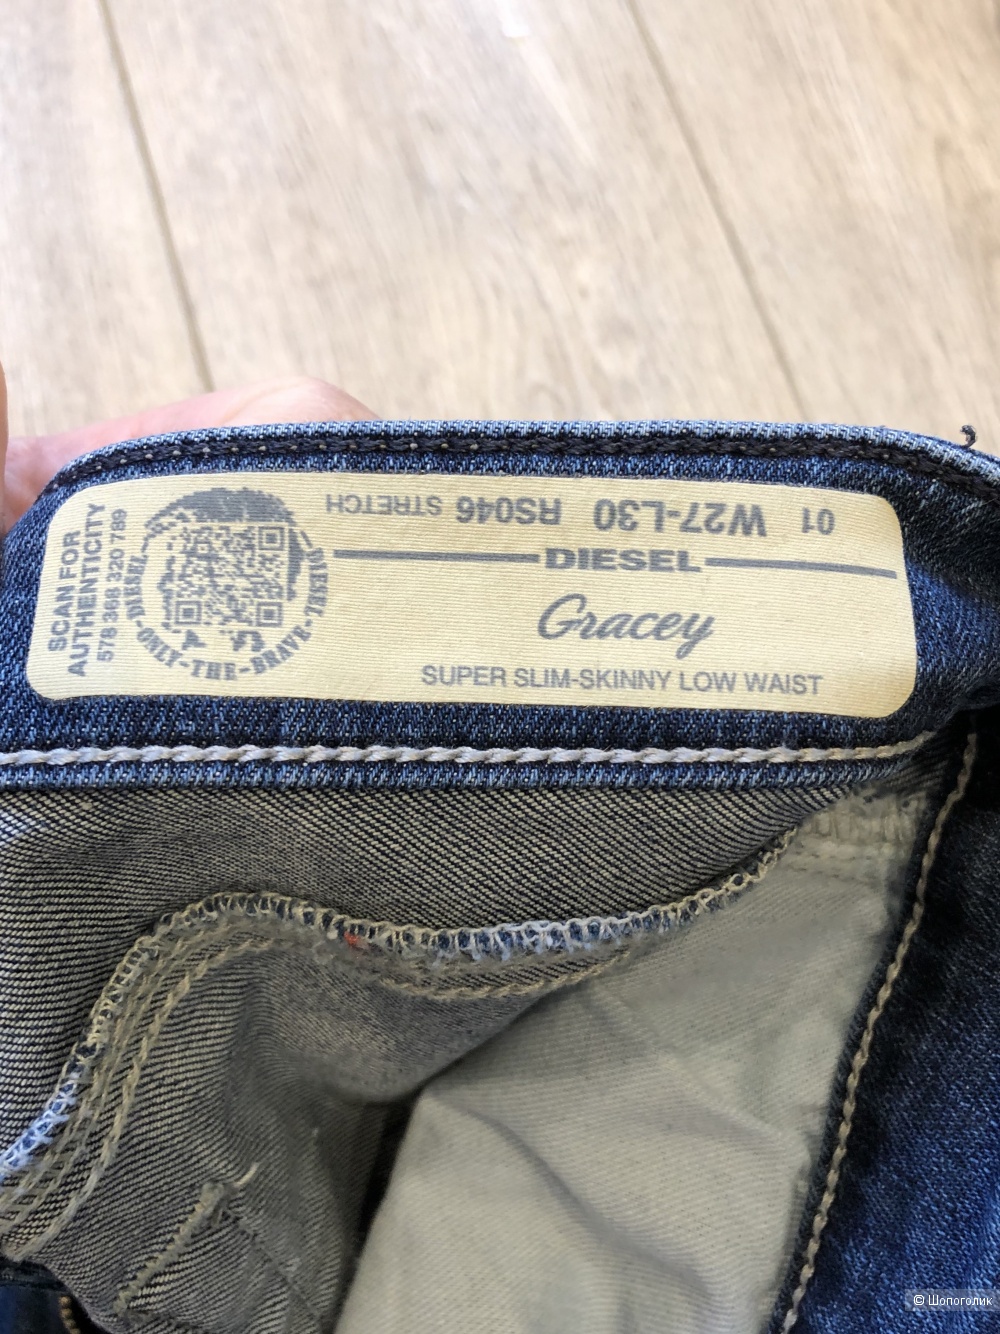 SCAN FOR
AUTHENTICITY
578 368 320 789
DIESEL-ONLY-THE-BRAVE-DIESEL
01 W27-L30 RS046 STRETCH
DIESEL
Gracey
SUPER SLIM-SKINNY LOW WAIST
© Шопоголик